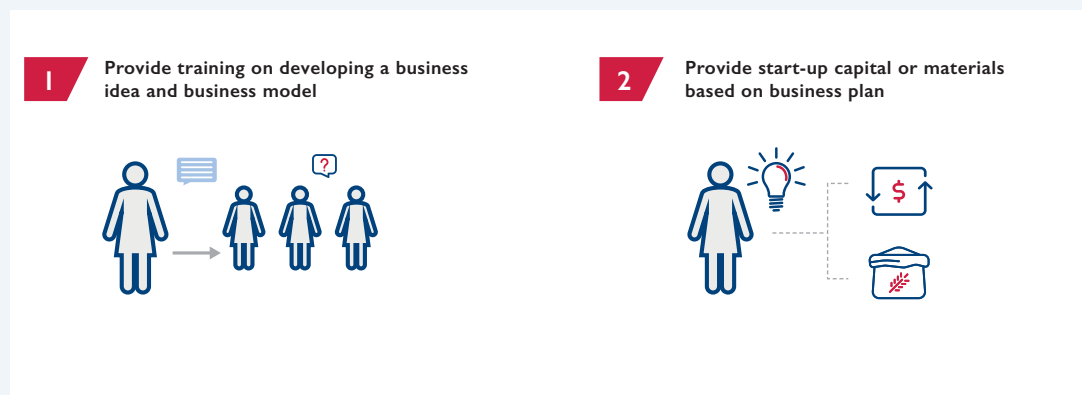 1
Provide training on developing a business
idea and business model
?
2
Provide start-up capital or materials
based on business plan
$